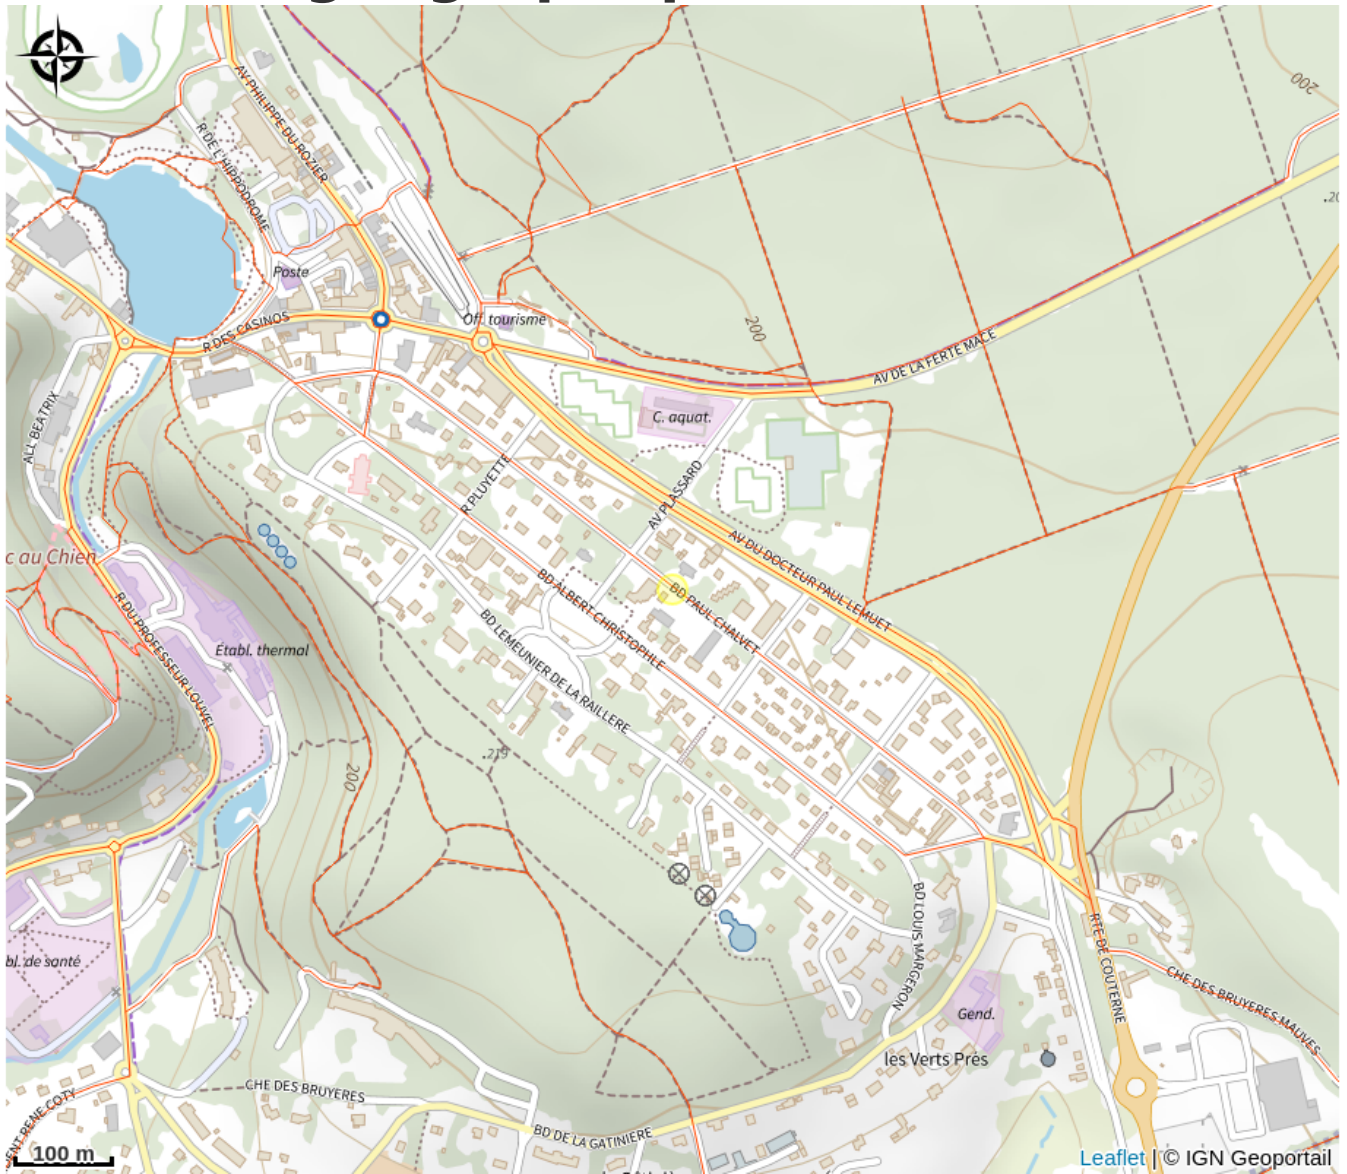 200
AV PHILIPPE DU ROZIER
R DE L'HIPPODROME
Poste
Off. tourisme
R DES CASINOS
200
AV DE LA FERTE MACE
C. aquat.
ALL BEATRIX
R PLUYETTE
AV PLASSARD
c au Chien
AV DU DOCTEUR PAUL LEMUET
BD PAUL CHALVET
BD ALBERT CHRISTOPHLE
BD LEMEUNIER DE LA RAILLERE
R DU PROFESSEUR LOUVEL
Établ. thermal
.219
200
BD LOUIS MARGERON
RTE DE COUTERNE
bl. de santé
CHE DES BRUYERES MAUVES
Gend.
les Verts Prés
CHE DES BRUYERES
ENT RENE COTY
BD DE LA GATINIERE
100 m
Leaflet | © IGN Geoportail